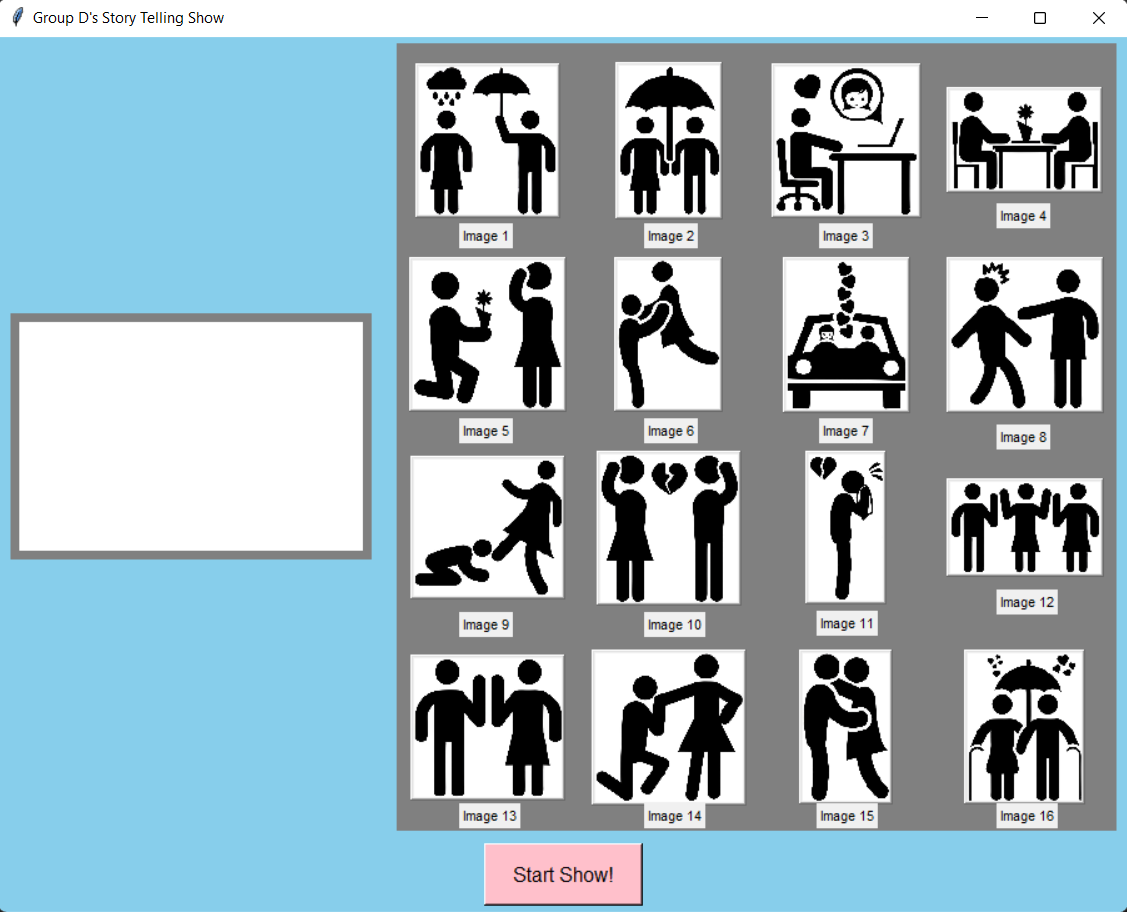 Group D's Story Telling Show
Image 1
Image 2
Image 3
Image 4
Image 5
Image 6
Image 7
Image 8
Image 9
Image 10
Image 11
Image 12
Image 13
Image 14
Image 15
Image 16
Start Show!